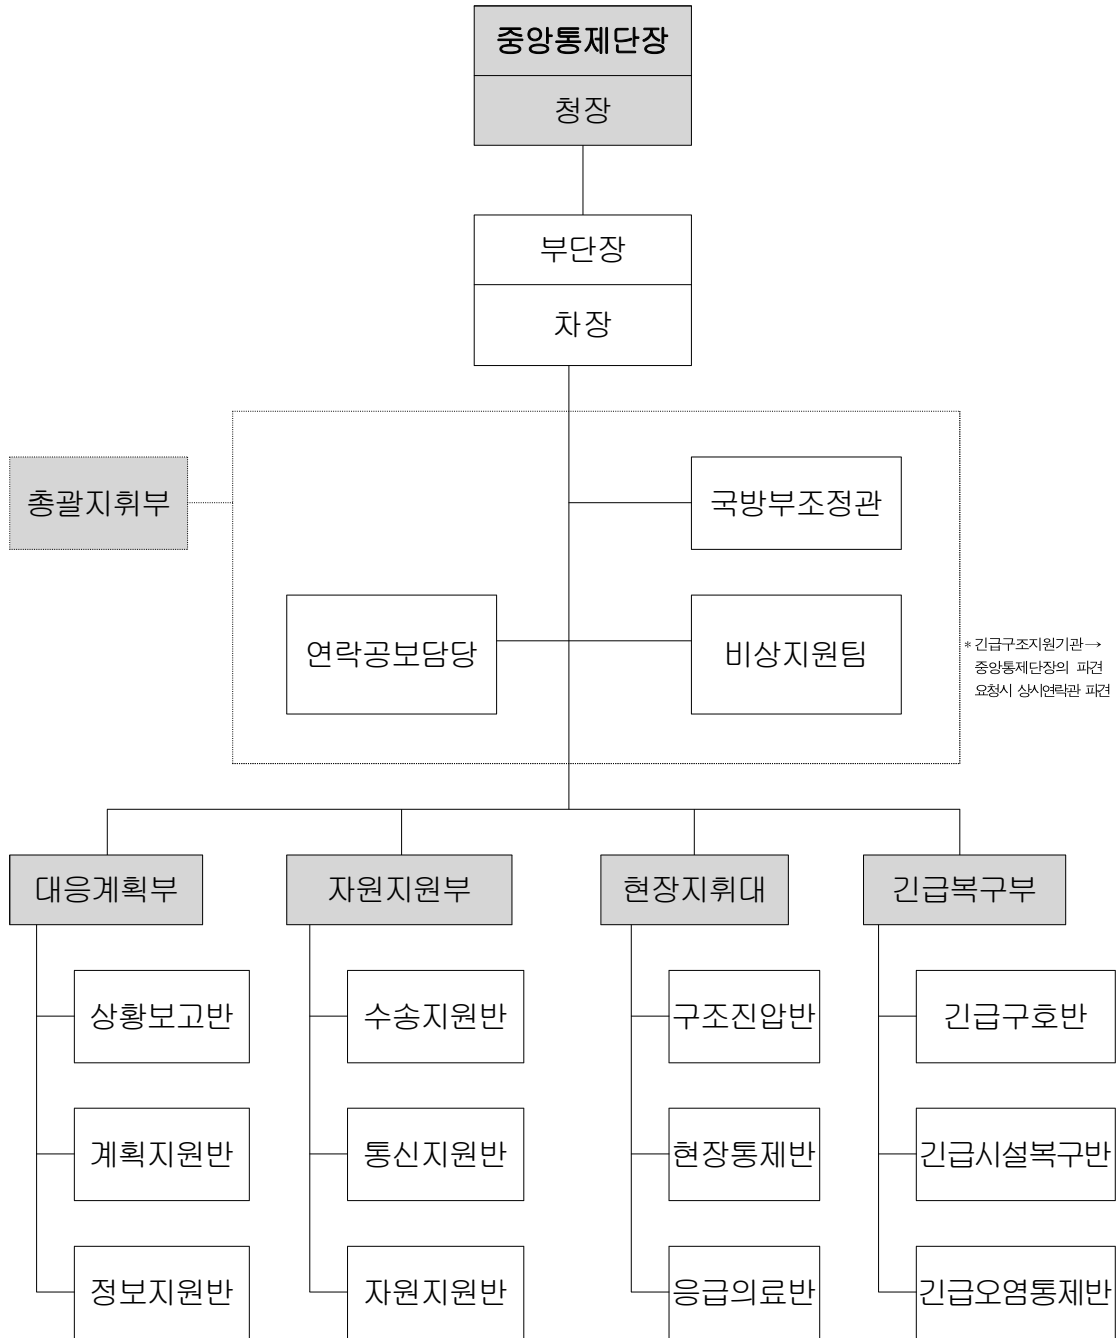 중앙통제단장
청장
부단장
차장
총괄지휘부
국방부조정관
연락공보담당
비상지원팀
* 긴급구조지원기관→
중앙통제단장의 파견
요청시 상시연락관 파견
대응계획부
자원지원부
현장지휘대
긴급복구부
상황보고반
수송지원반
구조진압반
긴급구호반
계획지원반
통신지원반
현장통제반
긴급시설복구반
정보지원반
자원지원반
응급의료반
긴급오염통제반